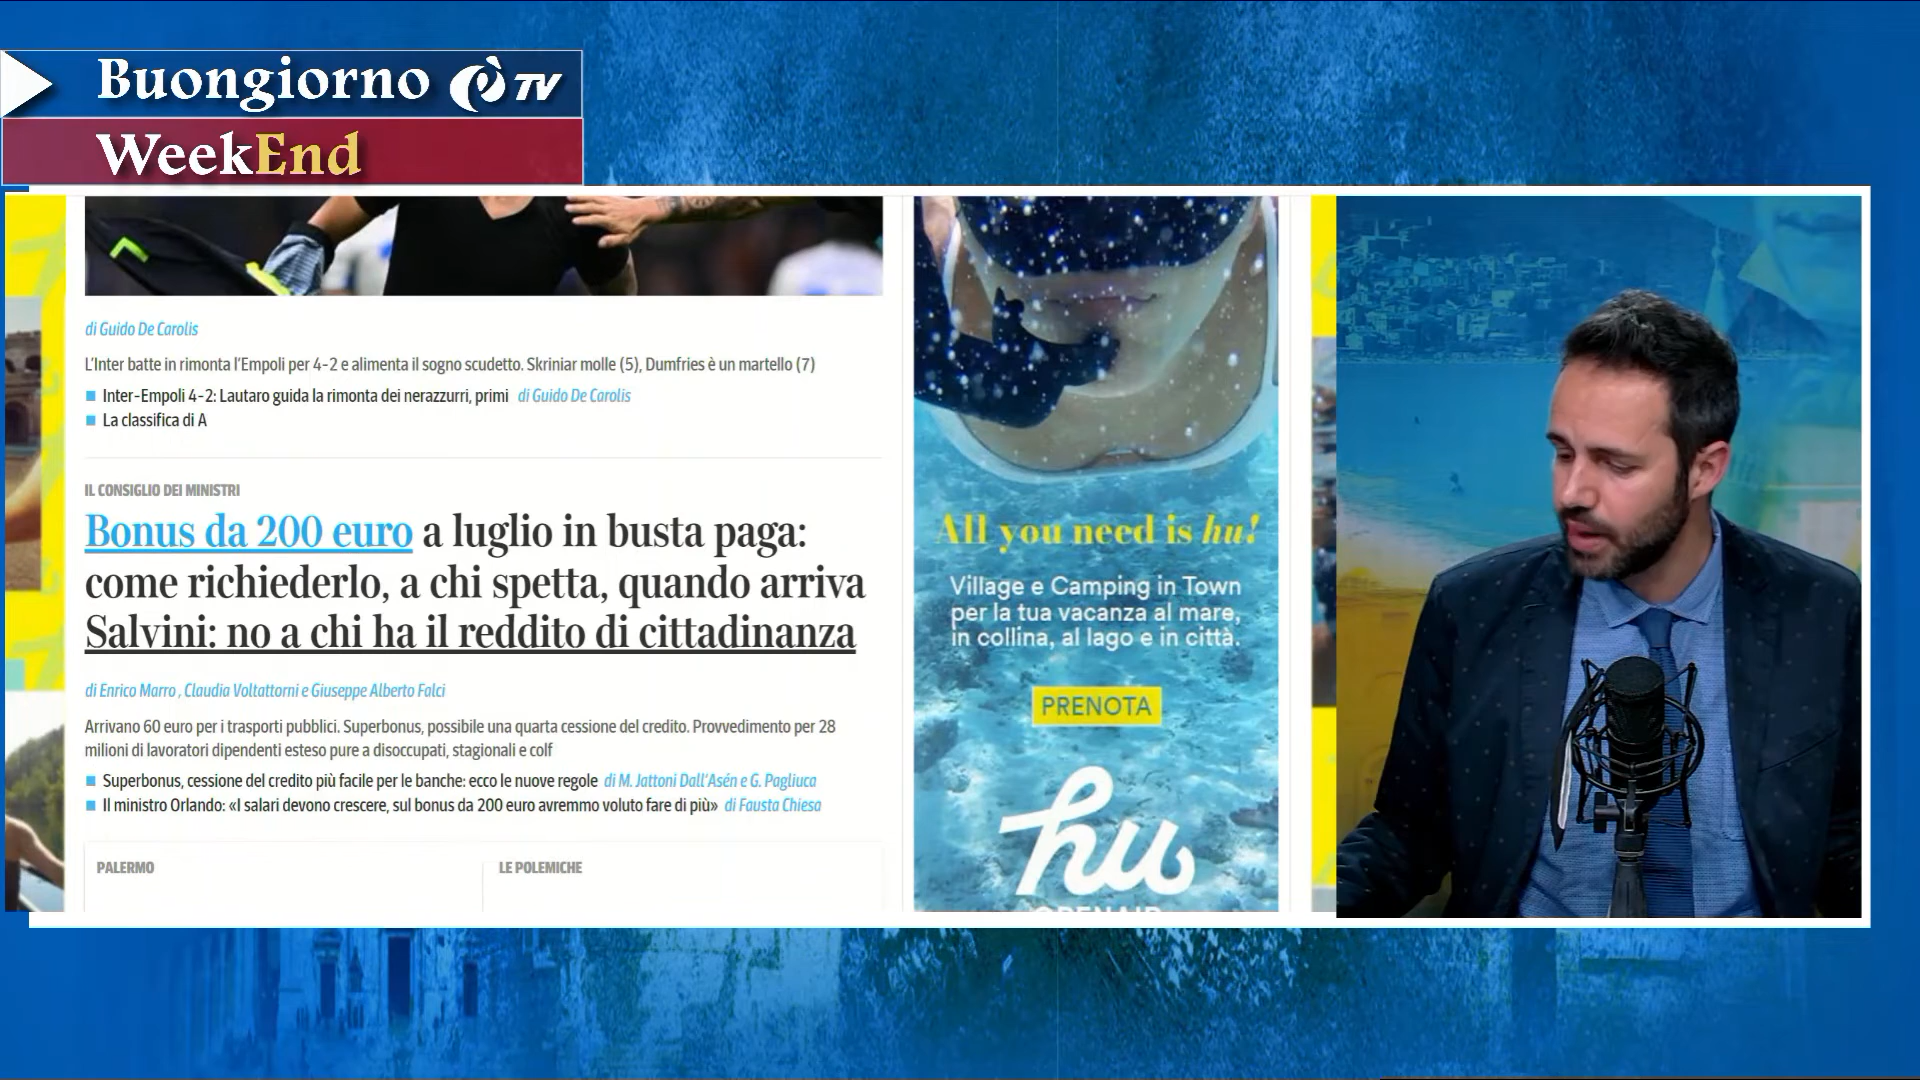 Buongiorno è TV
WeekEnd
di Guido De Carolis
L'Inter batte in rimonta l'Empoli per 4-2 e alimenta il sogno scudetto. Skriniar molle (5), Dumfries è un martello (7)
Inter-Empoli 4-2: Lautaro guida la rimonta dei nerazzurri, primi di Guido De Carolis
La classifica di A
IL CONSIGLIO DEI MINISTRI
Bonus da 200 euro a luglio in busta paga:
come richiederlo, a chi spetta, quando arriva
Salvini: no a chi ha il reddito di cittadinanza
di Enrico Marro , Claudia Voltattorni e Giuseppe Alberto Falci
Arrivano 60 euro per i trasporti pubblici. Superbonus, possibile una quarta cessione del credito. Provvedimento per 28
milioni di lavoratori dipendenti esteso pure a disoccupati, stagionali e colf
Superbonus, cessione del credito più facile per le banche: ecco le nuove regole di M. Jattoni Dall'Asén e G. Pagliuca
Il ministro Orlando: «I salari devono crescere, sul bonus da 200 euro avremmo voluto fare di più» di Fausta Chiesa
PALERMO
LE POLEMICHE
All you need is hu!
Village e Camping in Town
per la tua vacanza al mare,
in collina, al lago e in città.
PRENOTA
hu